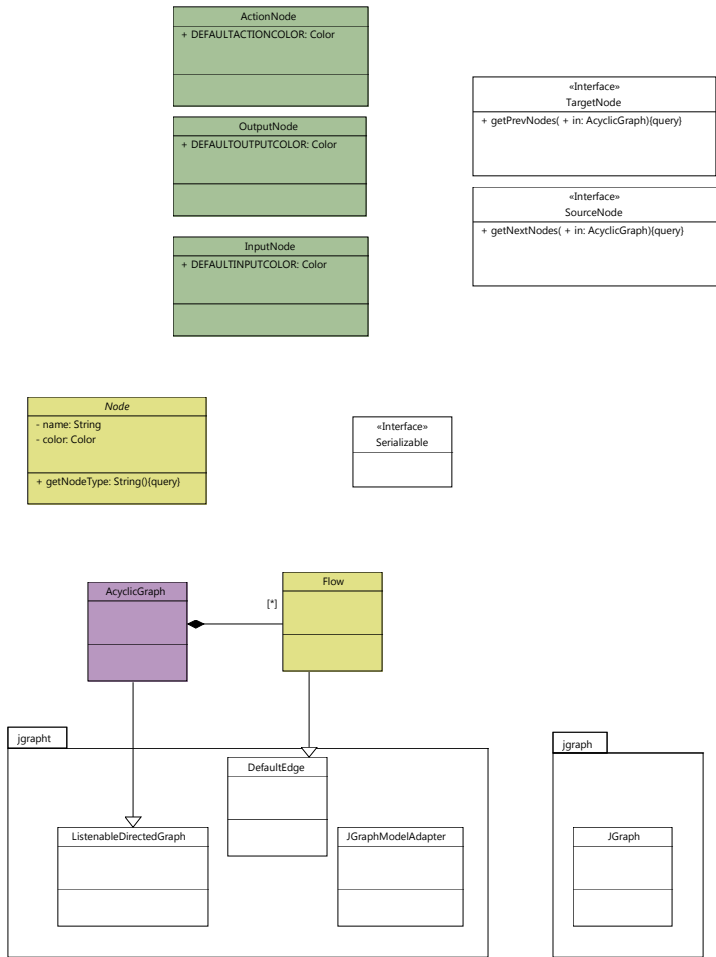 ActionNode
+ DEFAULTACTIONCOLOR: Color
OutputNode
+ DEFAULTOUTPUTCOLOR: Color
InputNode
+ DEFAULTINPUTCOLOR: Color
«Interface»
TargetNode
+ getPrevNodes( + in: AcyclicGraph){query}
«Interface»
SourceNode
+ getNextNodes( + in: AcyclicGraph){query}
Node
- name: String
- color: Color
+ getNodeType: String(){query}
«Interface»
Serializable
AcyclicGraph
[*]
Flow
jgrapht
DefaultEdge
ListenableDirectedGraph
JGraphModelAdapter
jgraph
JGraph